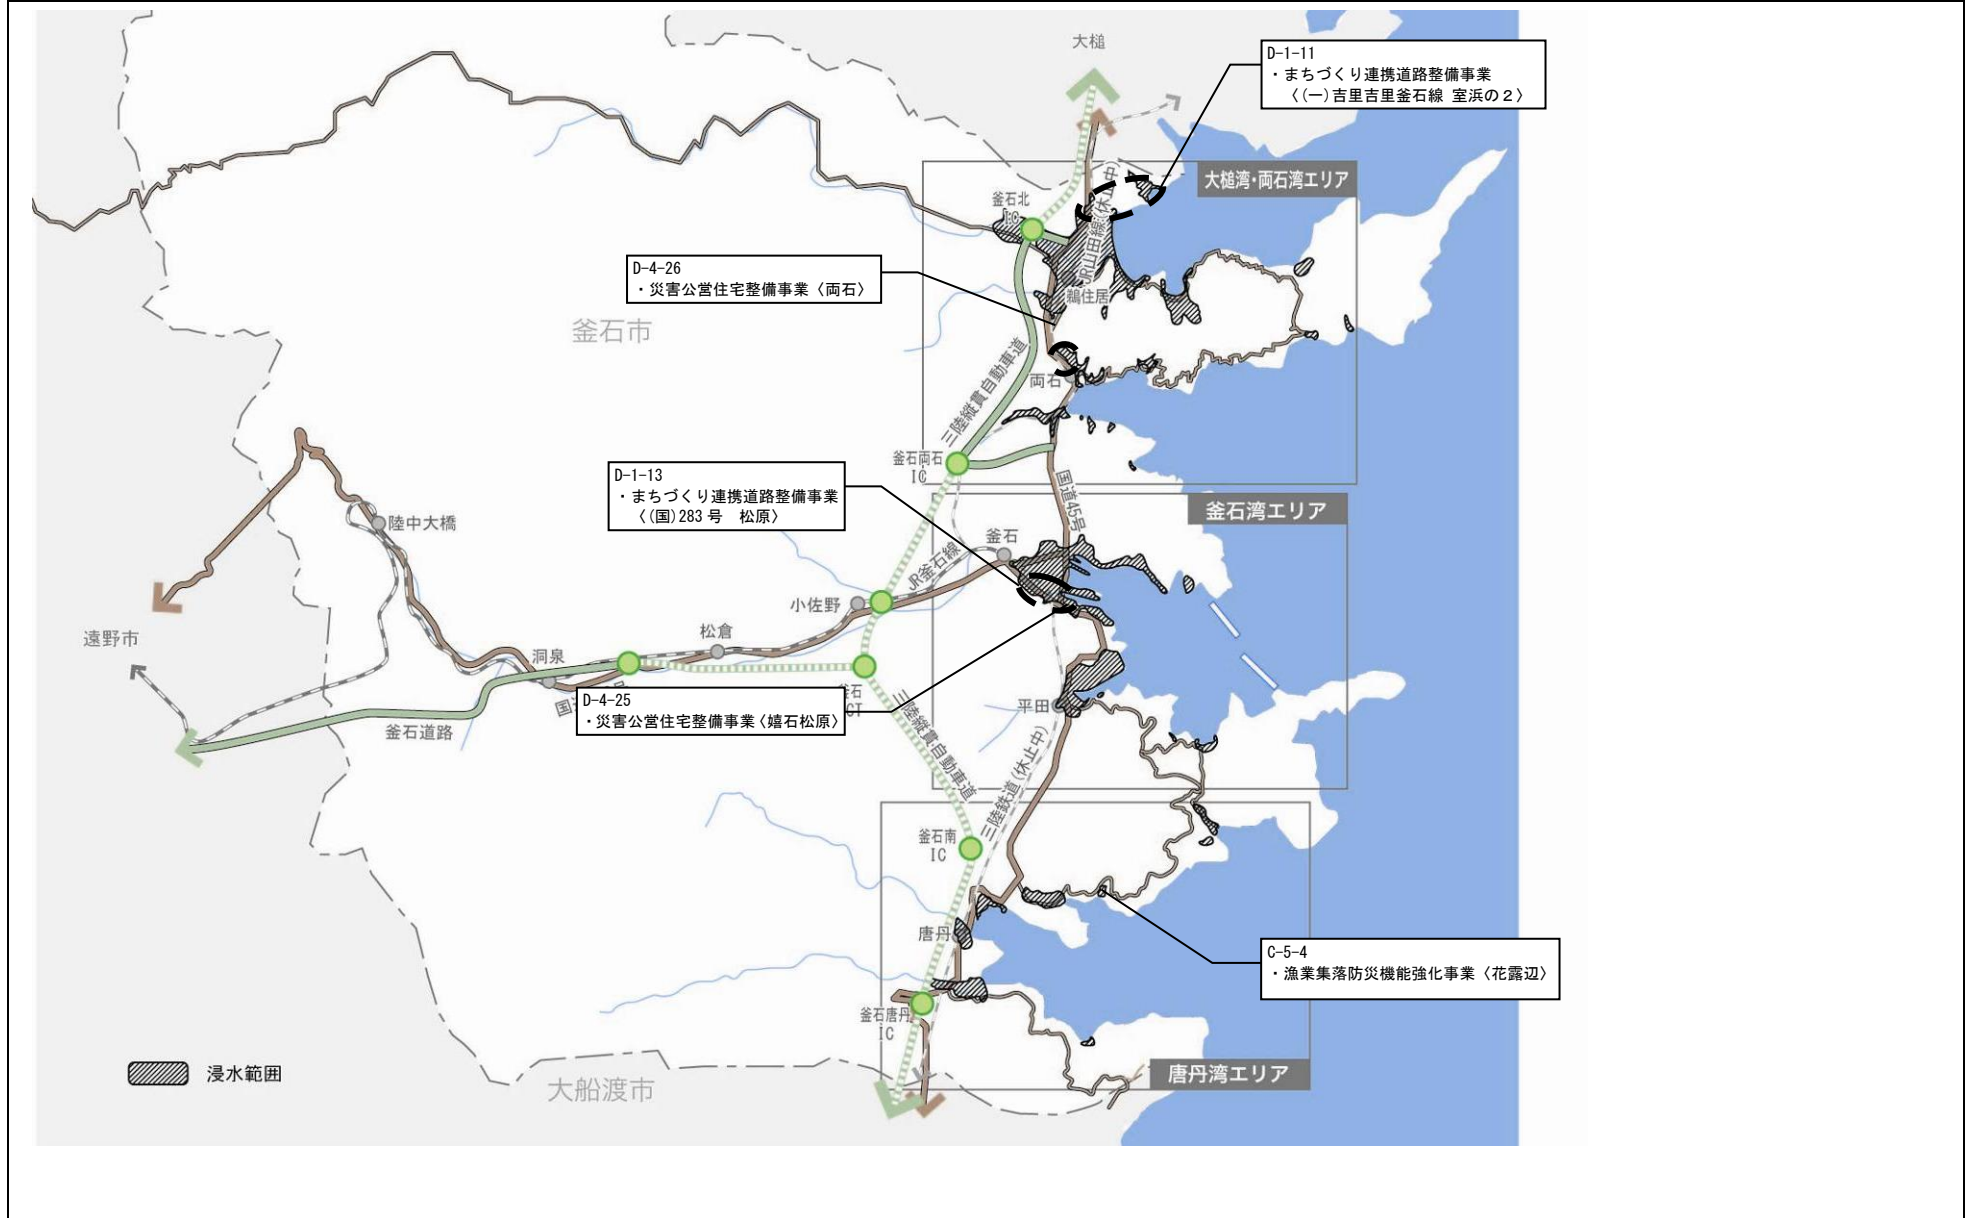 大槌
D-1-11
・まちづくり連携道路整備事業
〈(一)吉里吉里釜石線 室浜の２〉
大槌湾・両石湾エリア
釜石北
IC
JR山田線(休止中)
D-4-26
・災害公営住宅整備事業〈両石〉
鵜住居
釜石市
三陸縦貫自動車道
両石
釜石両石
IC
D-1-13
・まちづくり連携道路整備事業
〈(国)283 号　松原〉
国道45号
釜石湾エリア
陸中大橋
釜石
JR釜石線
小佐野
遠野市
松倉
洞泉
国道
釜石
CT
D-4-25
・災害公営住宅整備事業〈嬉石松原〉
平田
釜石道路
三陸縦貫自動車道
三陸鉄道(休止中)
釜石南
IC
唐丹
C-5-4
・漁業集落防災機能強化事業〈花露辺〉
釜石唐丹
IC
浸水範囲
大船渡市
唐丹湾エリア